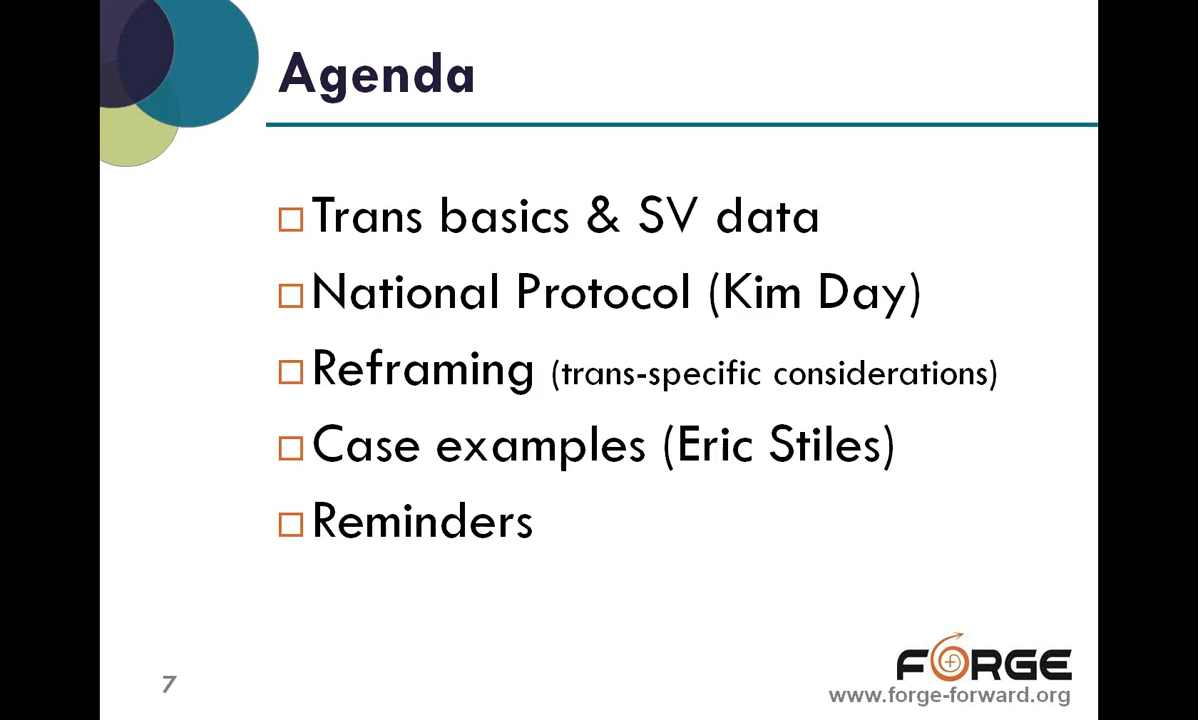 Agenda
Trans basics & SV data
National Protocol (Kim Day)
Reframing (trans-specific considerations)
Case examples (Eric Stiles)
Reminders
FORGE
7
www.forge-forward.org